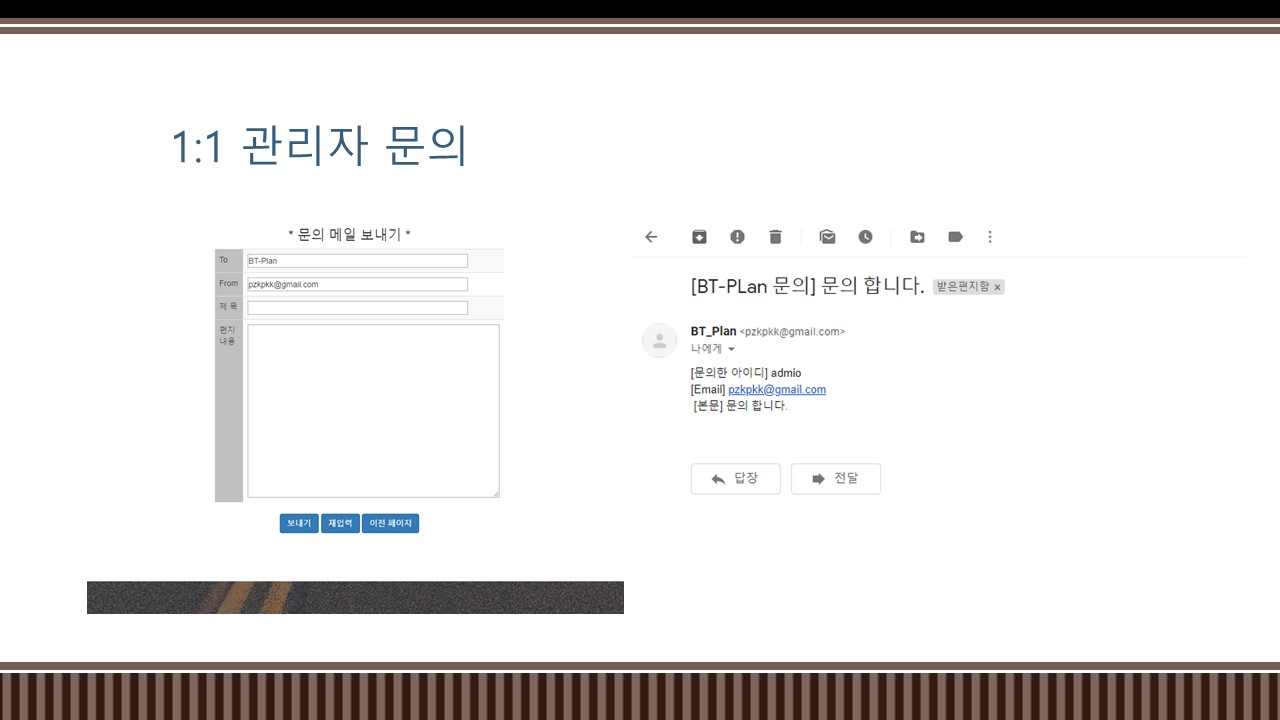 1:1 관리자 문의
* 문의 메일 보내기 *
To BT-Plan
From pzkpkk@gmail.com
제 목
편지
내용
보내기 재입력 이전 페이지
[BT-PLan 문의] 문의 합니다. 받은편지함 x
BT_Plan <pzkpkk@gmail.com>
나에게
[문의한 아이디] admio
[Email] pzkpkk@gmail.com
[본문] 문의 합니다.
답장 전달